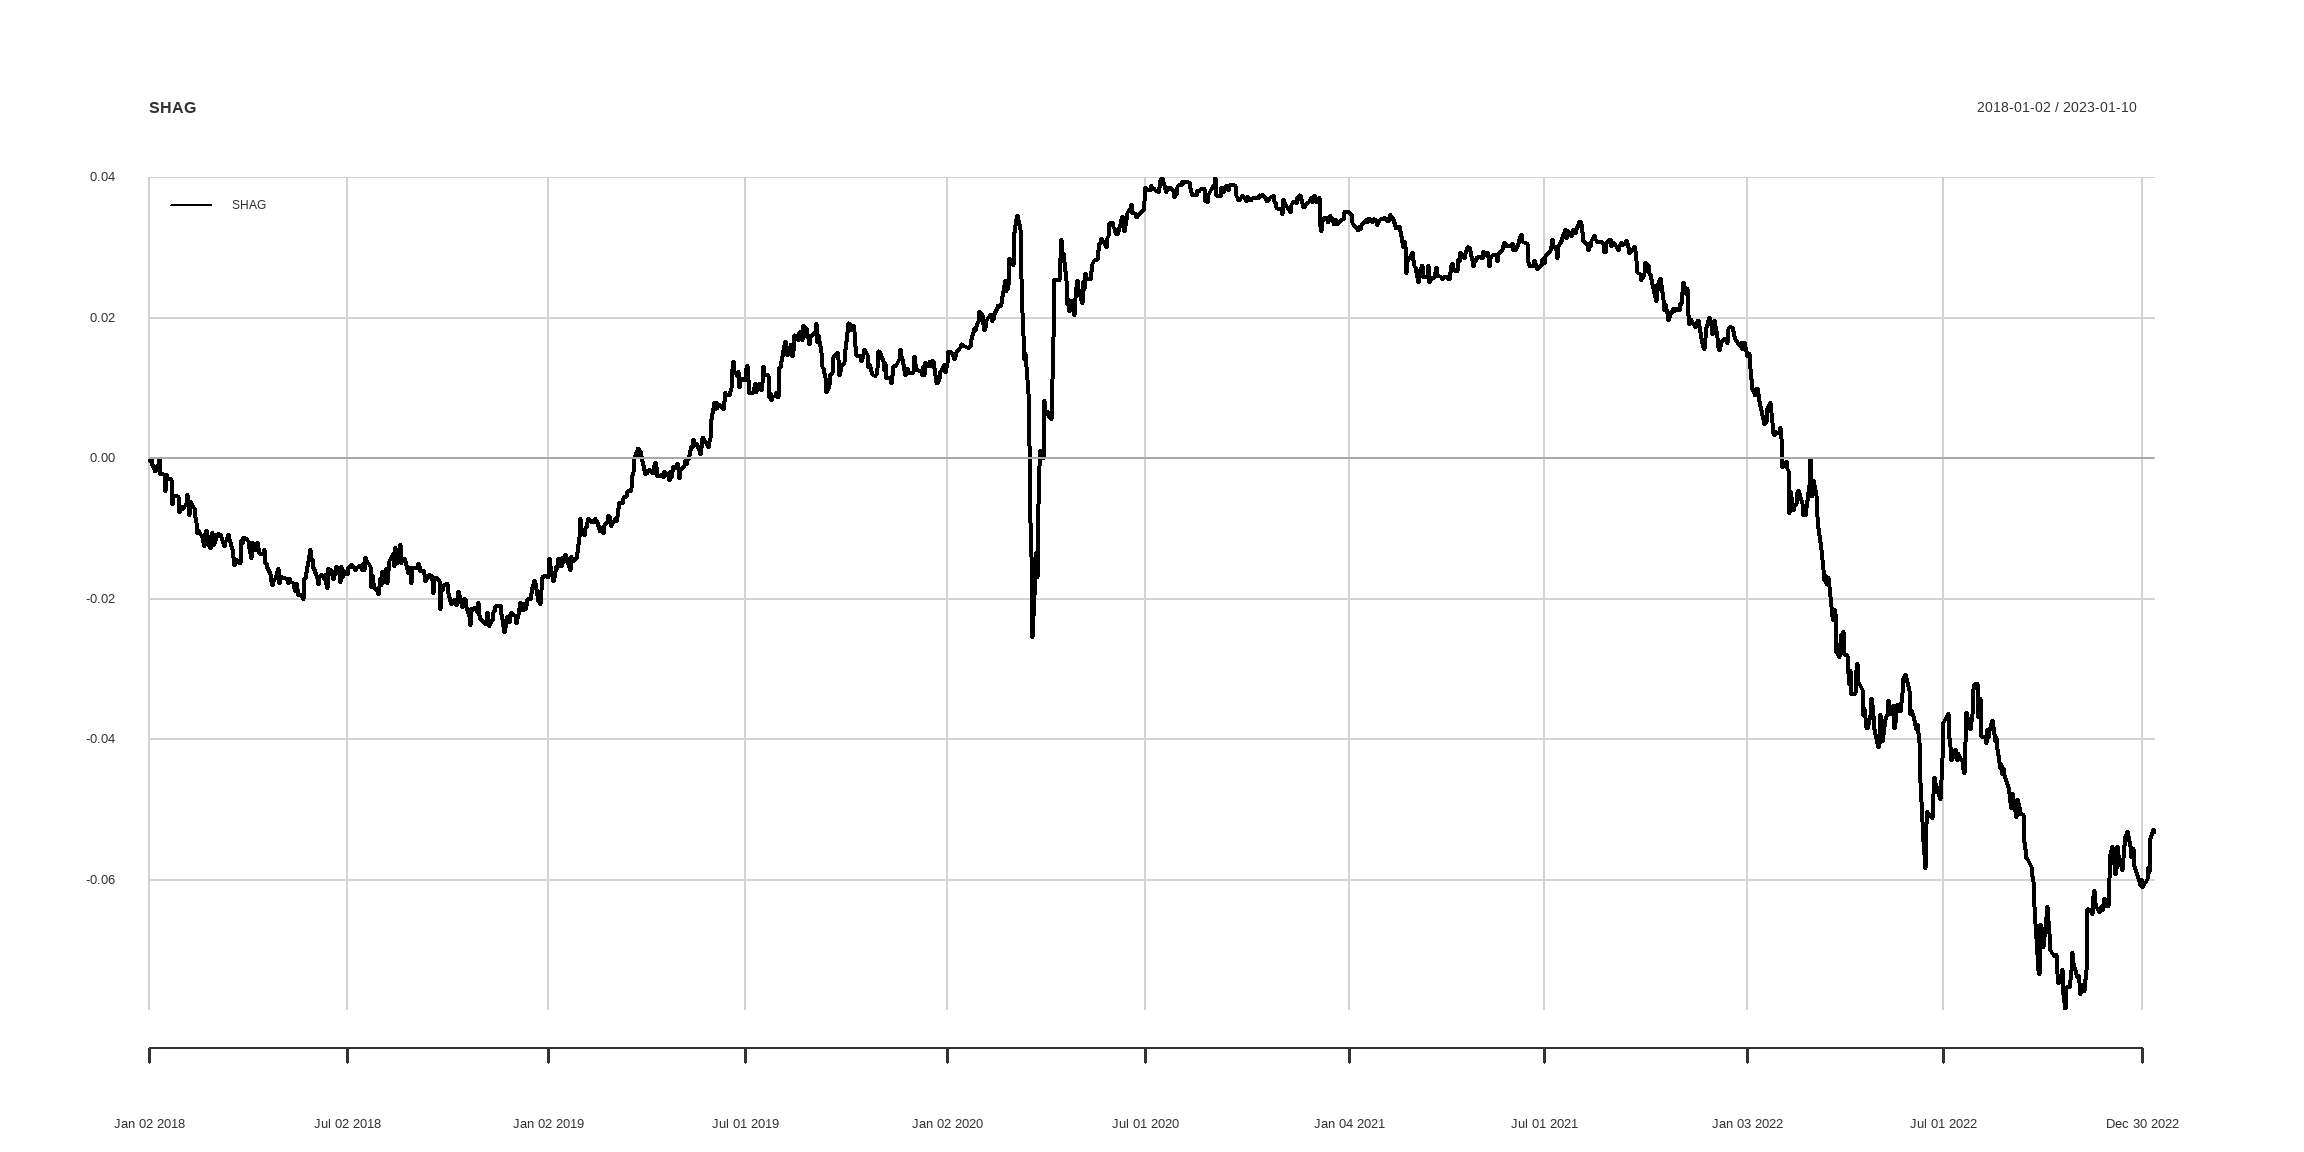 SHAG
2018-01-02 / 2023-01-10
0.04
SHAG
0.02
0.00
-0.02
-0.04
-0.06
Jan 02 2018
Jul 02 2018
Jan 02 2019
Jul 01 2019
Jan 02 2020
Jul 01 2020
Jan 04 2021
Jul 01 2021
Jan 03 2022
Jul 01 2022
Dec 30 2022